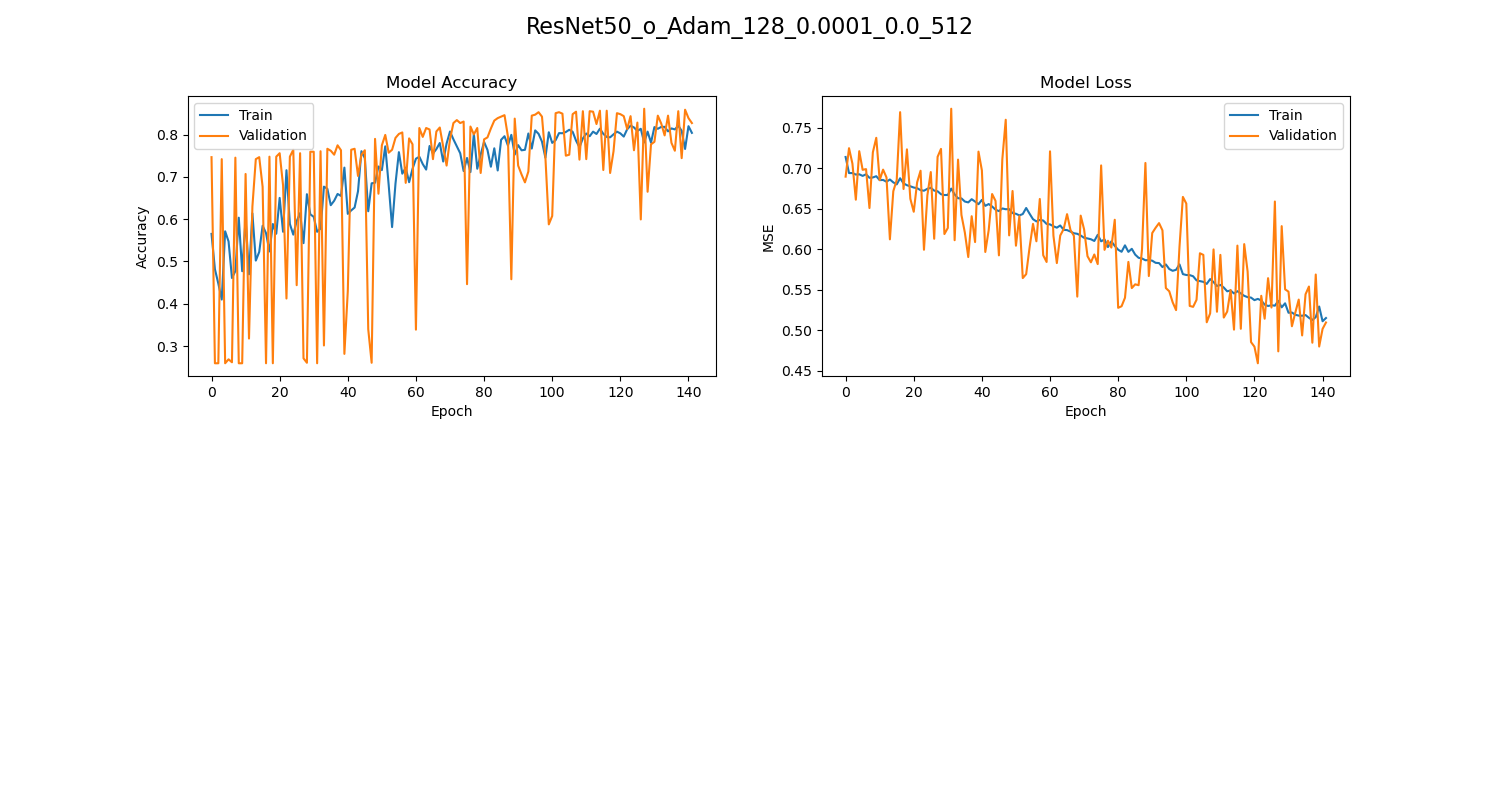 ResNet50_o_Adam_128_0.0001_0.0_512
Model Accuracy
Train
Validation
0.8
0.7
0.6
0.5
0.4
0.3
Accuracy
0 20 40 60 80 100 120 140
Epoch
Model Loss
Train
Validation
0.75
0.70
0.65
0.60
0.55
0.50
0.45
MSE
0 20 40 60 80 100 120 140
Epoch